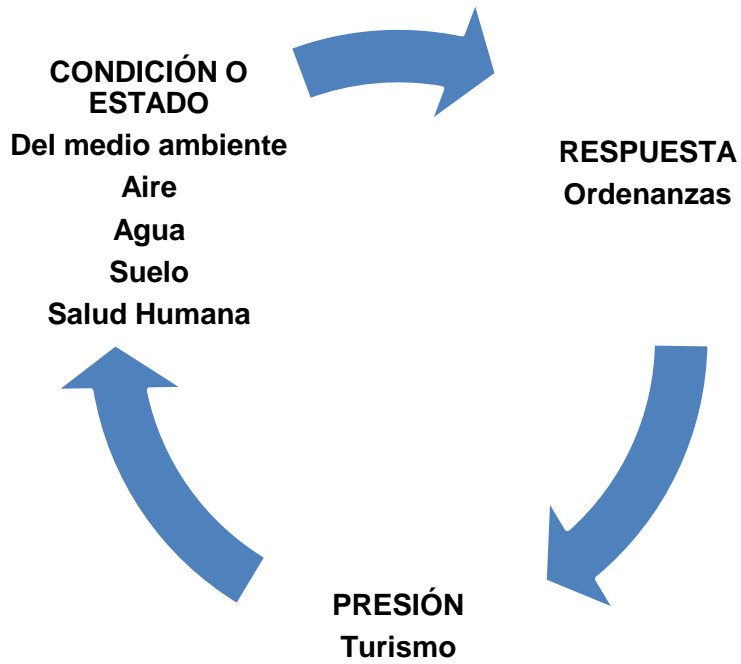 CONDICIÓN O
ESTADO
Del medio ambiente
Aire
Agua
Suelo
Salud Humana
RESPUESTA
Ordenanzas
PRESIÓN
Turismo